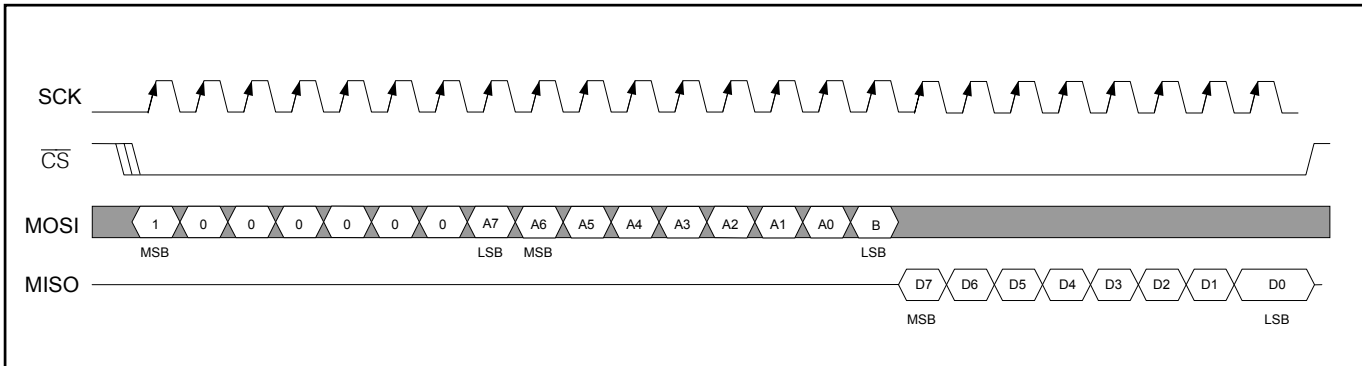 SCK
CS
MOSI 1 0 0 0 0 0 0 A7 A6 A5 A4 A3 A2 A1 A0 B
MSB LSB MSB LSB
MISO D7 D6 D5 D4 D3 D2 D1 D0
MSB LSB